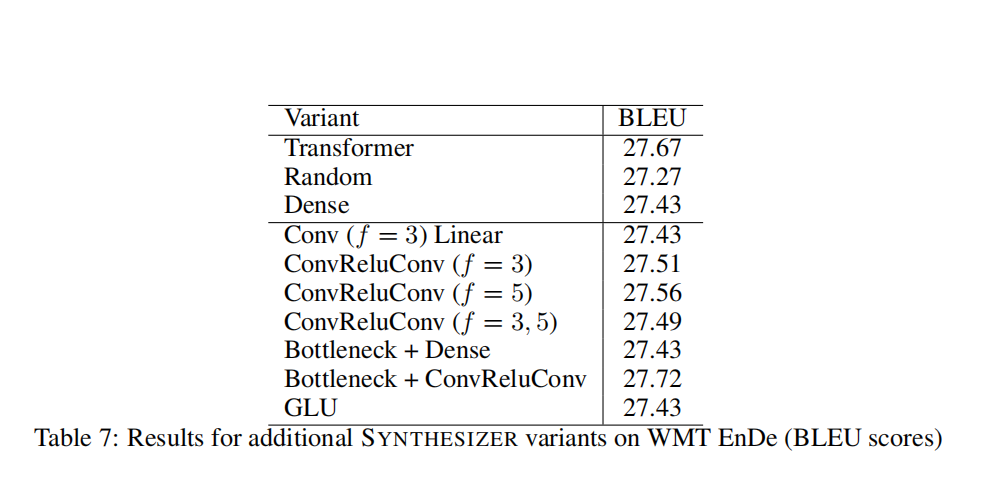 Variant BLEU
Transformer 27.67
Random 27.27
Dense 27.43
Conv (f = 3) Linear 27.43
ConvReluConv (f = 3) 27.51
ConvReluConv (f = 5) 27.56
ConvReluConv (f = 3, 5) 27.49
Bottleneck + Dense 27.43
Bottleneck + ConvReluConv 27.72
GLU 27.43
Table 7: Results for additional SYNTHESIZER variants on WMT EnDe (BLEU scores)